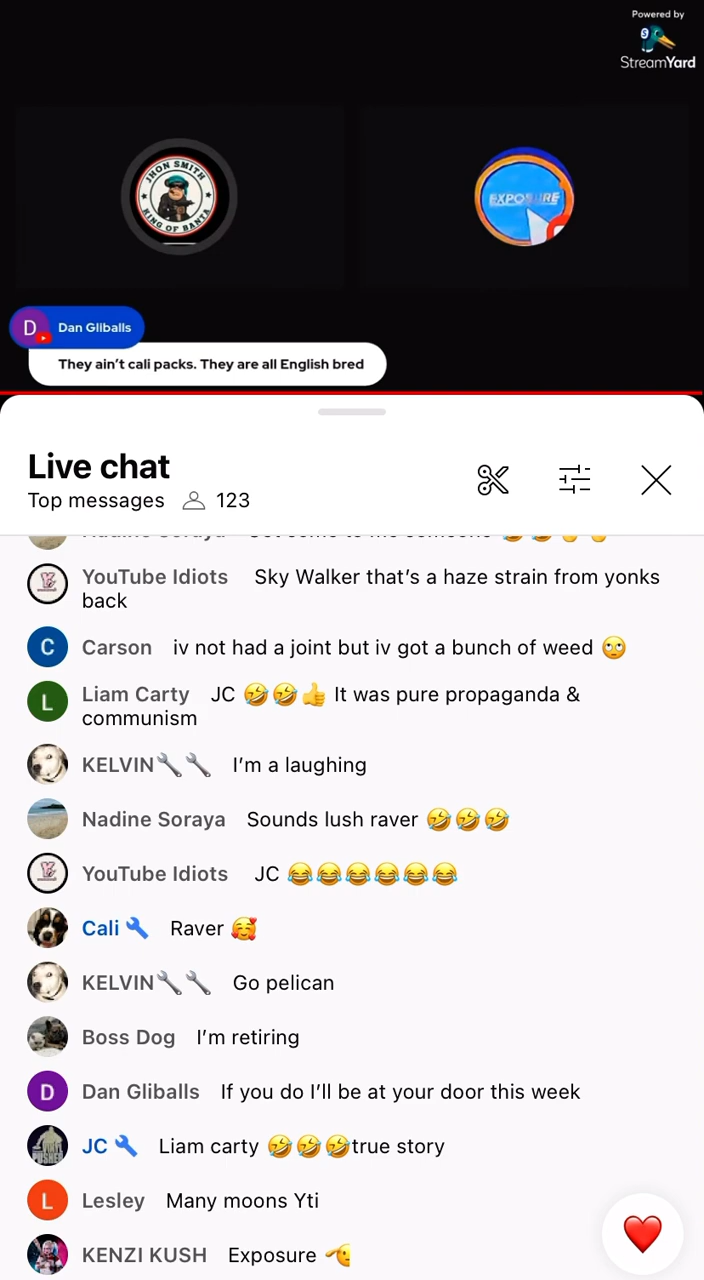 Powered by
StreamYard
JHON SMITH
KING OF BANTA
EXPOSURE
D Dan Gliballs
They ain't cali packs. They are all English bred
Live chat
Top messages 123
YouTube Idiots Sky Walker that's a haze strain from yonks
back
C Carson iv not had a joint but iv got a bunch of weed 🙄
L Liam Carty JC 🤣🤣👍 It was pure propaganda &
communism
KELVIN🔧🔧 I'm a laughing
Nadine Soraya Sounds lush raver 🤣🤣🤣
YouTube Idiots JC 😂😂😂😂😂😂
Cali 🔧 Raver 🥰
KELVIN🔧🔧 Go pelican
Boss Dog I'm retiring
D Dan Gliballs If you do I'll be at your door this week
JC 🔧 Liam carty 🤣🤣🤣true story
L Lesley Many moons Yti
KENZI KUSH Exposure 🫡